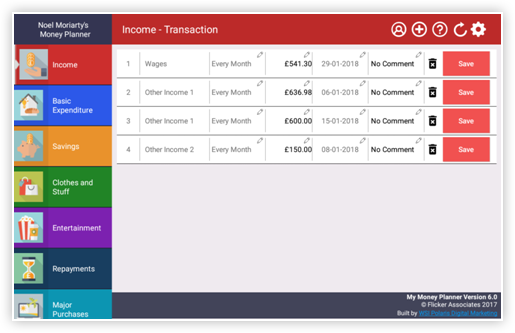 Noel Moriarty's
Money Planner
Income - Transaction
Income
Basic
Expenditure
Savings
Clothes and
Stuff
Entertainment
Repayments
Major
Purchases
1 Wages Every Month £541.30 29-01-2018 No Comment Save
2 Other Income 1 Every Month £636.98 06-01-2018 No Comment Save
3 Other Income 1 Every Month £600.00 15-01-2018 No Comment Save
4 Other Income 2 Every Month £150.00 08-01-2018 No Comment Save
My Money Planner Version 6.0
© Flicker Associates 2017
Built by WSI Polaris Digital Marketing